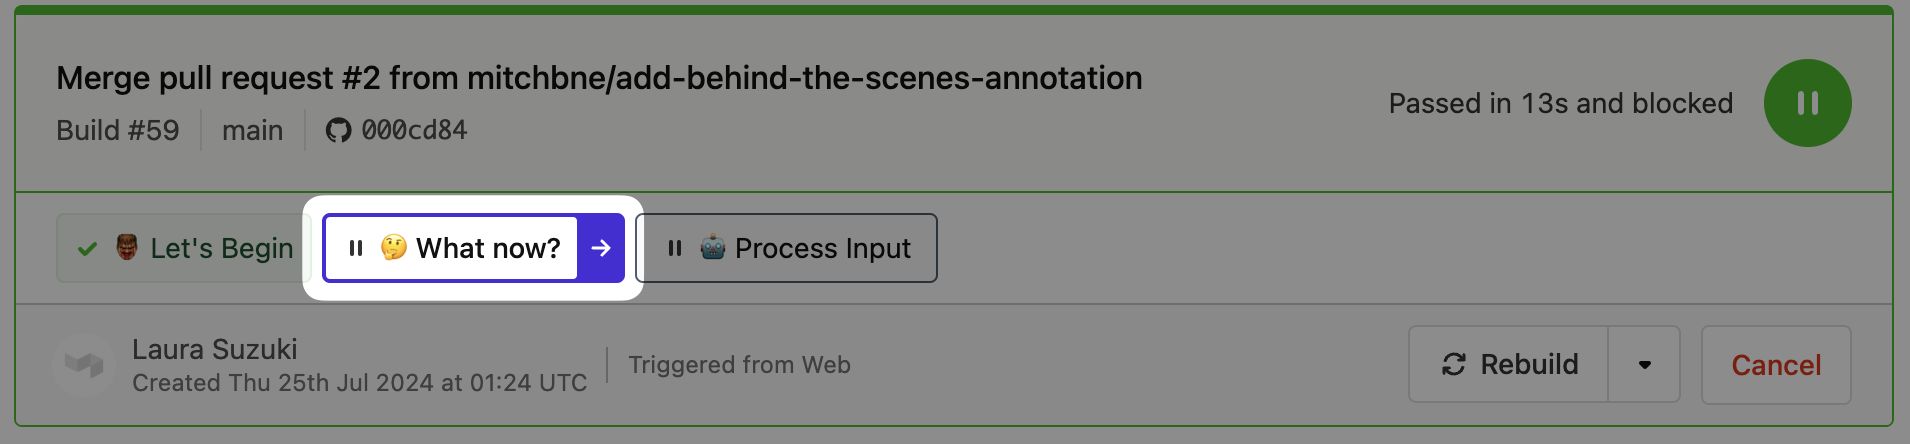 Merge pull request #2 from mitchbne/add-behind-the-scenes-annotation
Build #59 main 000cd84
Passed in 13s and blocked
Let's Begin
What now?
Process Input
Laura Suzuki
Created Thu 25th Jul 2024 at 01:24 UTC
Triggered from Web
Rebuild
Cancel